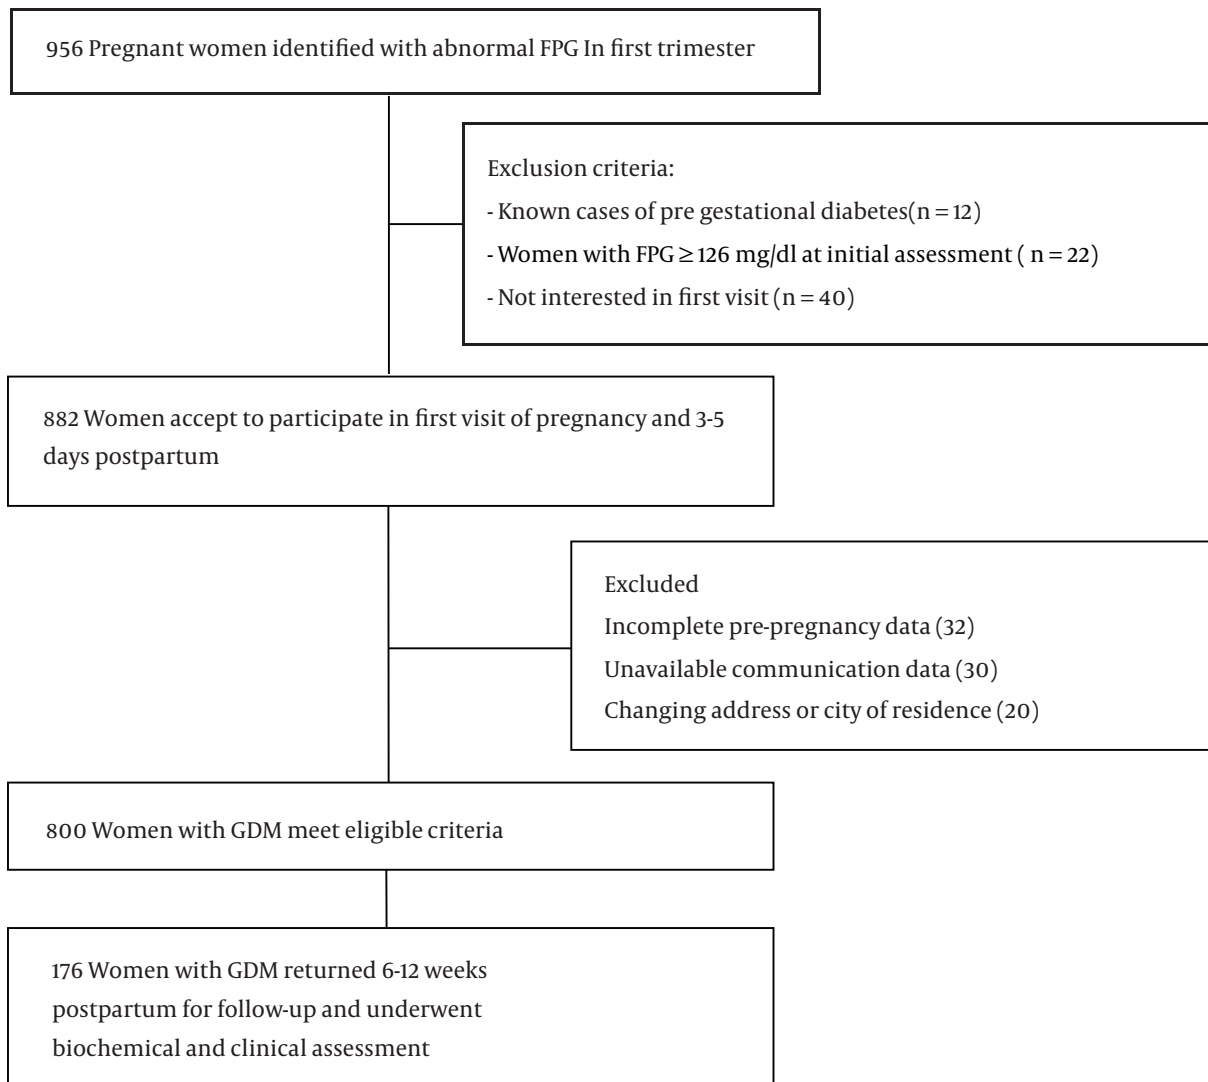 956 Pregnant women identified with abnormal FPG In first trimester
Exclusion criteria:
- Known cases of pre gestational diabetes(n = 12)
- Women with FPG ≥ 126 mg/dl at initial assessment ( n = 22)
- Not interested in first visit (n = 40)
882 Women accept to participate in first visit of pregnancy and 3-5
days postpartum
Excluded
Incomplete pre-pregnancy data (32)
Unavailable communication data (30)
Changing address or city of residence (20)
800 Women with GDM meet eligible criteria
176 Women with GDM returned 6-12 weeks
postpartum for follow-up and underwent
biochemical and clinical assessment